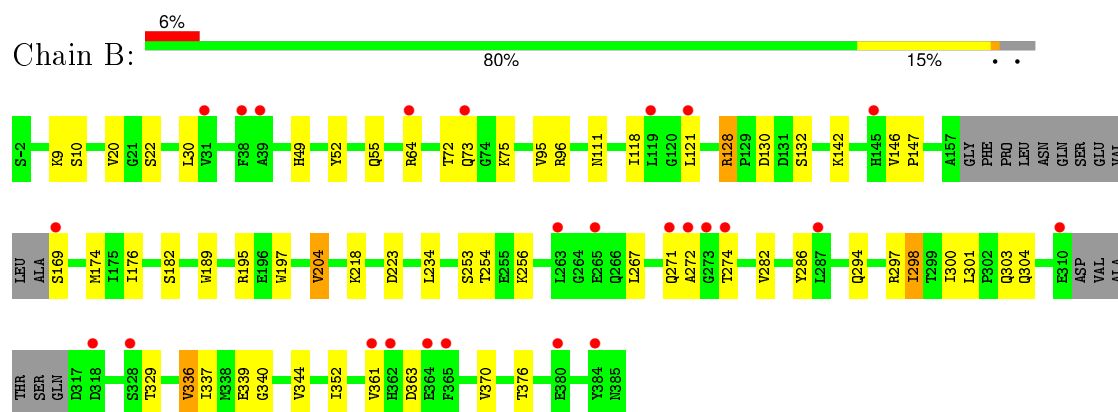 6%
Chain B:
80% 15% • •
S-2 K9 S10 V20 G21 S22 L30 V31 F38 A39 H49 Y52 Q55 R64 T72 Q73 G74 K75 V95 R96 N111 I118 L119 G120 L121 R128 P129 D130 D131 S132 K142 H145 V146 P147 A157 GLY PHE PRO LEU ASN GLN SER GLU VAL
LEU ALA S169 M174 I175 I176 S182 W189 R195 E196 W197 V204 K218 D223 L234 S253 T254 E255 K256 L263 G264 E265 Q266 L267 Q271 A272 G273 T274 V282 Y286 L287 Q294 R297 I298 T299 I300 L301 P302 Q303 Q304 E310 ASP VAL ALA
THR SER GLN D317 D318 S328 T329 V336 I337 M338 E339 G340 V344 I352 V361 H362 D363 E364 F365 V370 T376 E380 Y384 N385